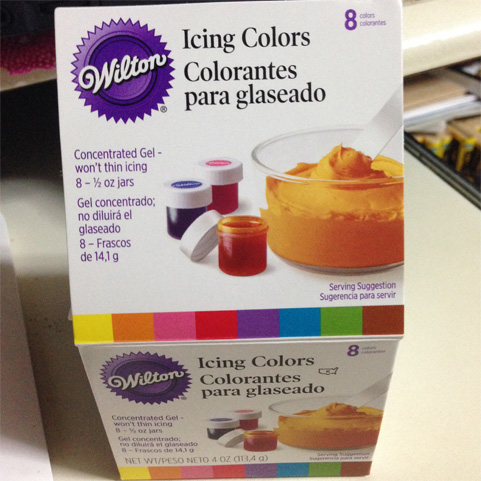 Wilton
®
Icing Colors
Colorantes
para glaseado
8 colors
colorantes
Concentrated Gel -
won't thin icing
8 – ½ oz jars
Gel concentrado;
no diluirá el
glaseado
8 – Frascos
de 14,1 g
Serving Suggestion
Sugerencia para servir
Wilton
Icing Colors
Colorantes
para glaseado
8 colors
colorantes
Concentrated Gel -
won't thin icing
8 – ½ oz jars
Gel concentrado;
no diluirá el glaseado
8 – Frascos de 14,1 g
NET WT/PESO NETO 4 OZ (113,4 g)
Serving Suggestion
Sugerencia para servir